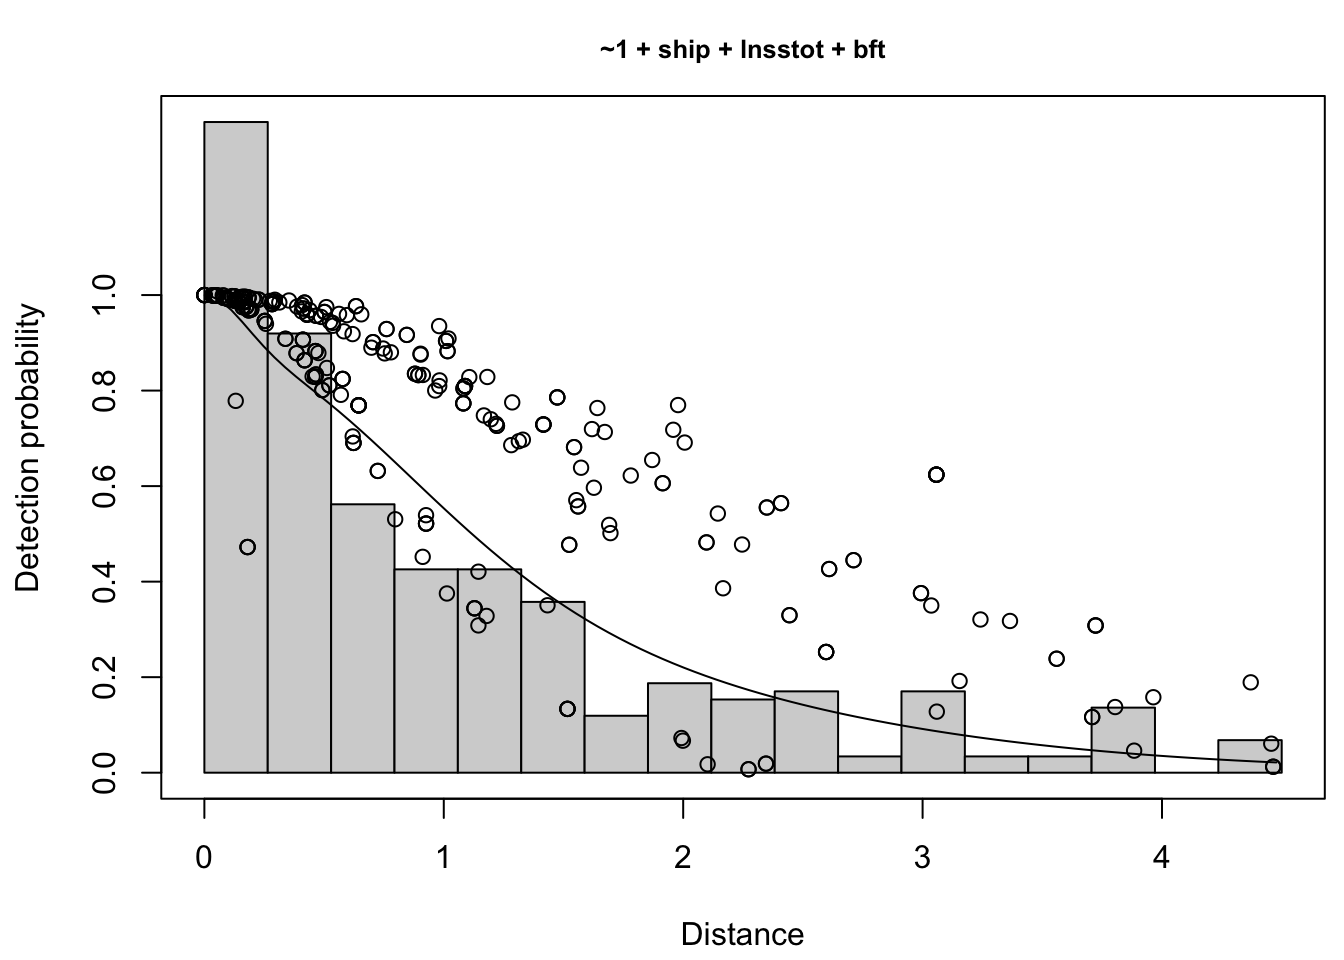 ~1 + ship + lnsstot + bft
Detection probability
1.0
0.8
0.6
0.4
0.2
0.0
0 1 2 3 4
Distance